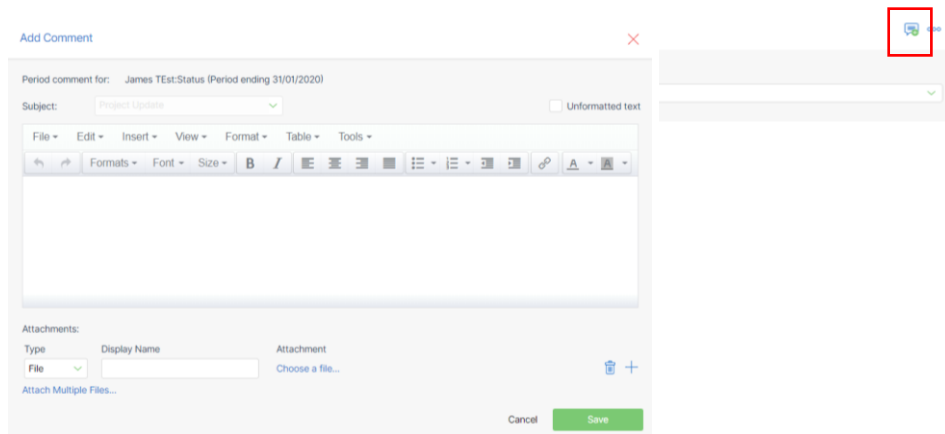 Add Comment
Period comment for: James TEst:Status (Period ending 31/01/2020)
Subject: Project Update Unformatted text
File Edit Insert View Format Table Tools
Formats Font Size B I A A
Attachments:
Type Display Name Attachment
File Choose a file...
Attach Multiple Files...
Cancel Save